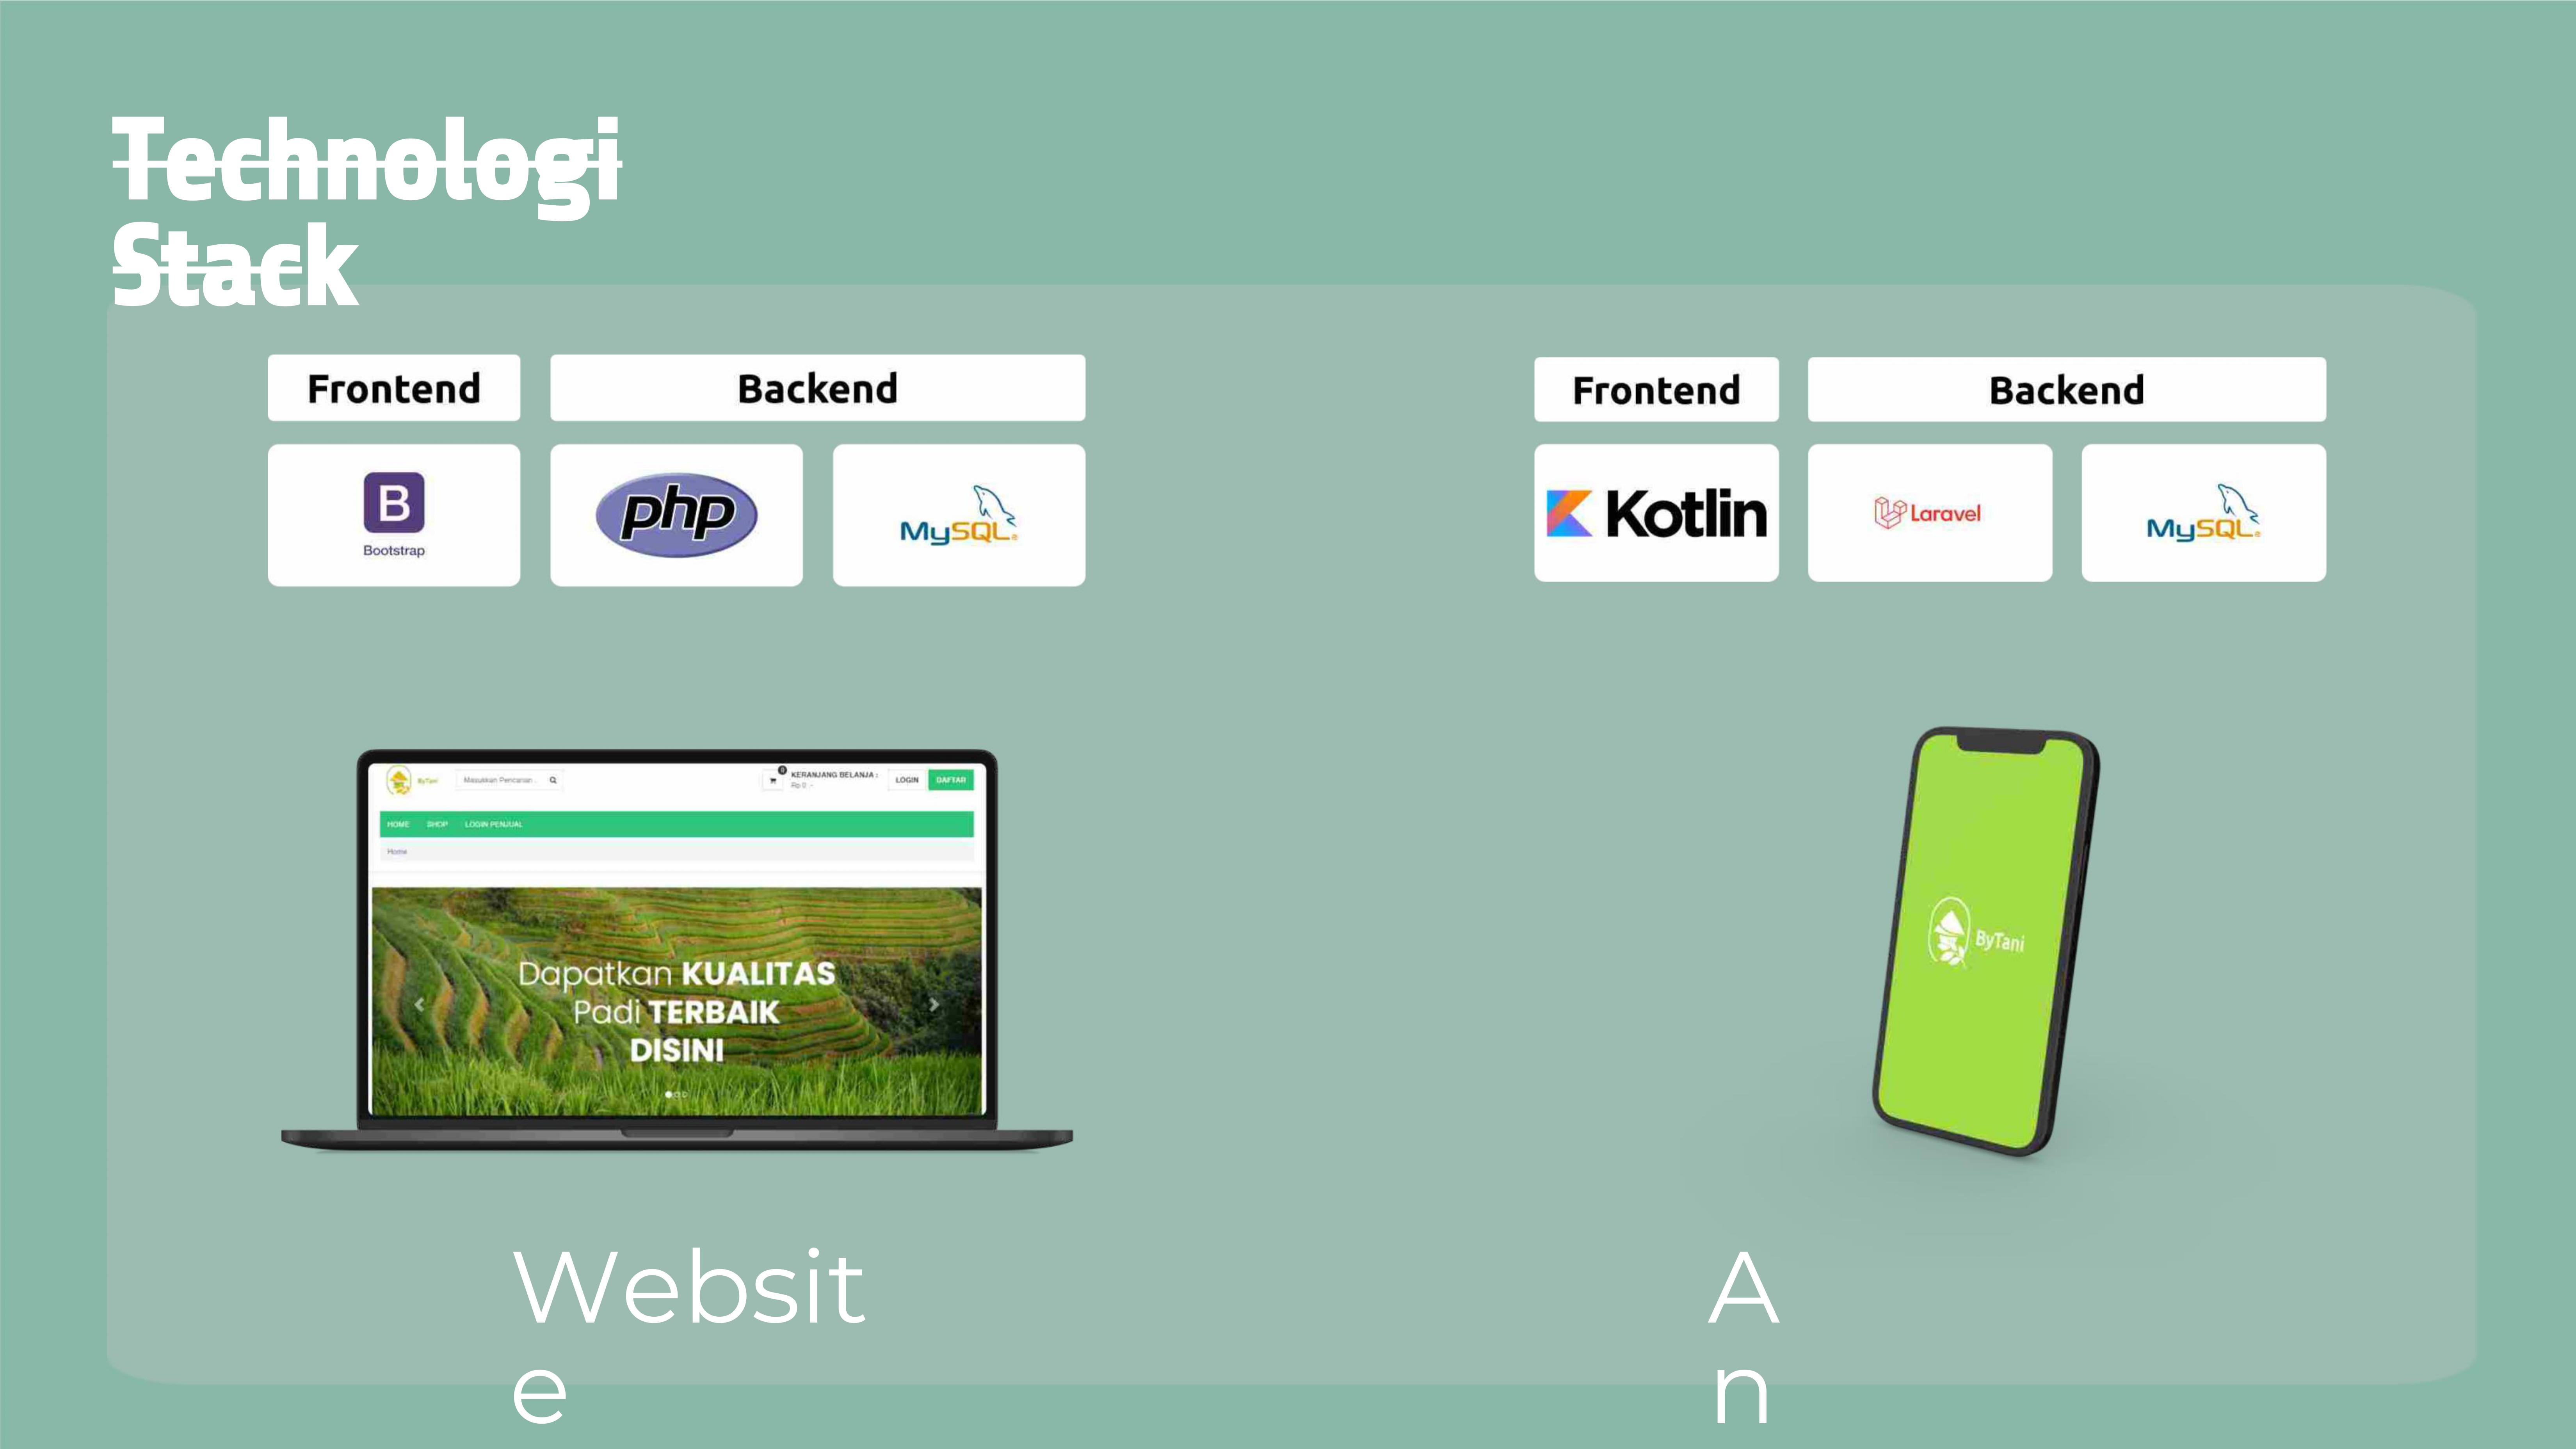 Technologi
Stack
Frontend
Backend
B
Bootstrap
php
MySQL®
Frontend
Backend
Kotlin
Laravel
MySQL®
ByTani
Masukkan Pencarian
0
KERANJANG BELANJA :
Rp 0 ,-
LOGIN
DAFTAR
HOME SHOP LOGIN PENJUAL
Home
Dapatkan KUALITAS
Padi TERBAIK
DISINI
ByTani
Websit
e
A
n